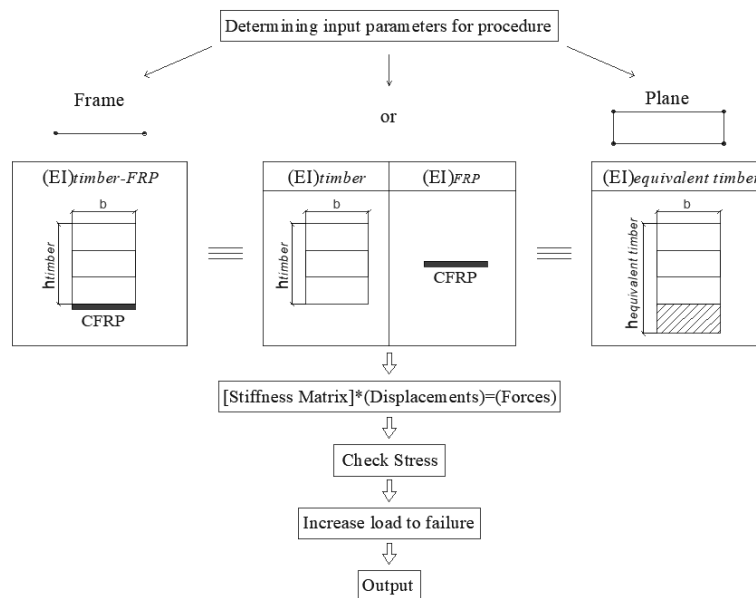 Determining input parameters for procedure
Frame
or
Plane
(EI)timber-FRP
(EI)timber
(EI)FRP
(EI)equivalent timber
b
htimber
CFRP
b
htimber
CFRP
b
hequivalent timber
[Stiffness Matrix]*(Displacements)=(Forces)
Check Stress
Increase load to failure
Output